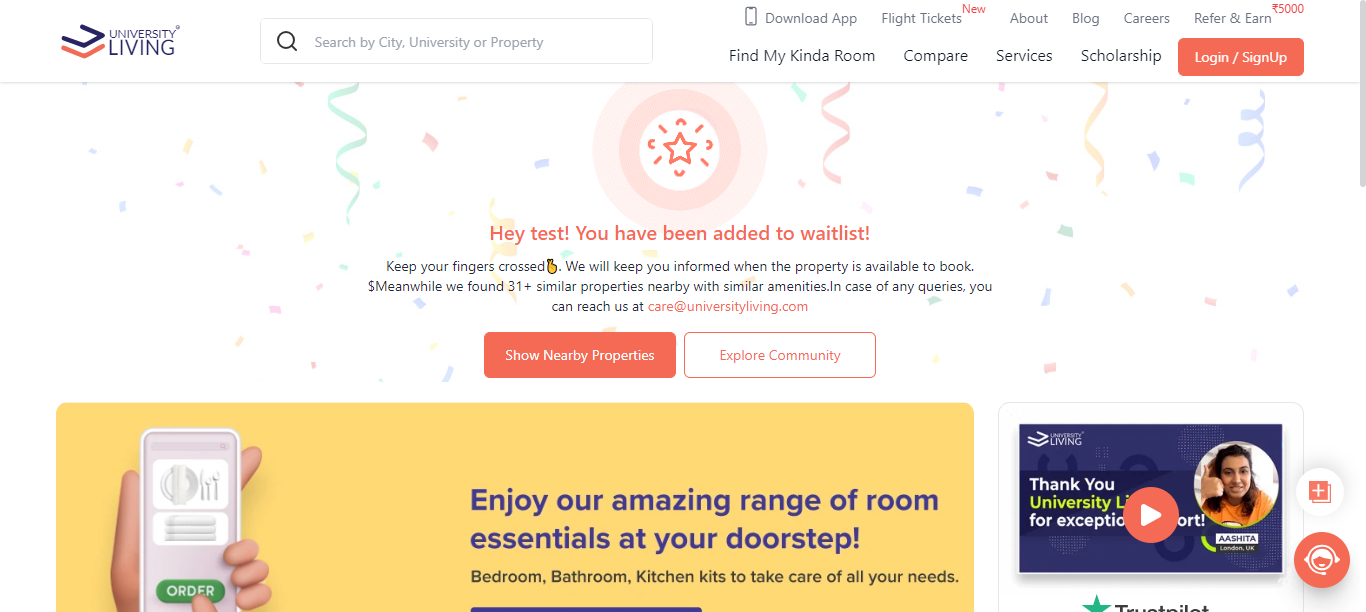 UNIVERSITY
LIVING
Search by City, University or Property
Download App
Flight Tickets
New
About
Blog
Careers
Refer & Earn
₹5000
Find My Kinda Room
Compare
Services
Scholarship
Login / SignUp
Hey test! You have been added to waitlist!
Keep your fingers crossed🤞. We will keep you informed when the property is available to book.
$Meanwhile we found 31+ similar properties nearby with similar amenities.In case of any queries, you
can reach us at care@universityliving.com
Show Nearby Properties
Explore Community
Enjoy our amazing range of room
essentials at your doorstep!
Bedroom, Bathroom, Kitchen kits to take care of all your needs.
ORDER
UNIVERSITY
LIVING
Thank You
University Li
for exceptio ort!
AASHITA
London, UK
Trustpilot